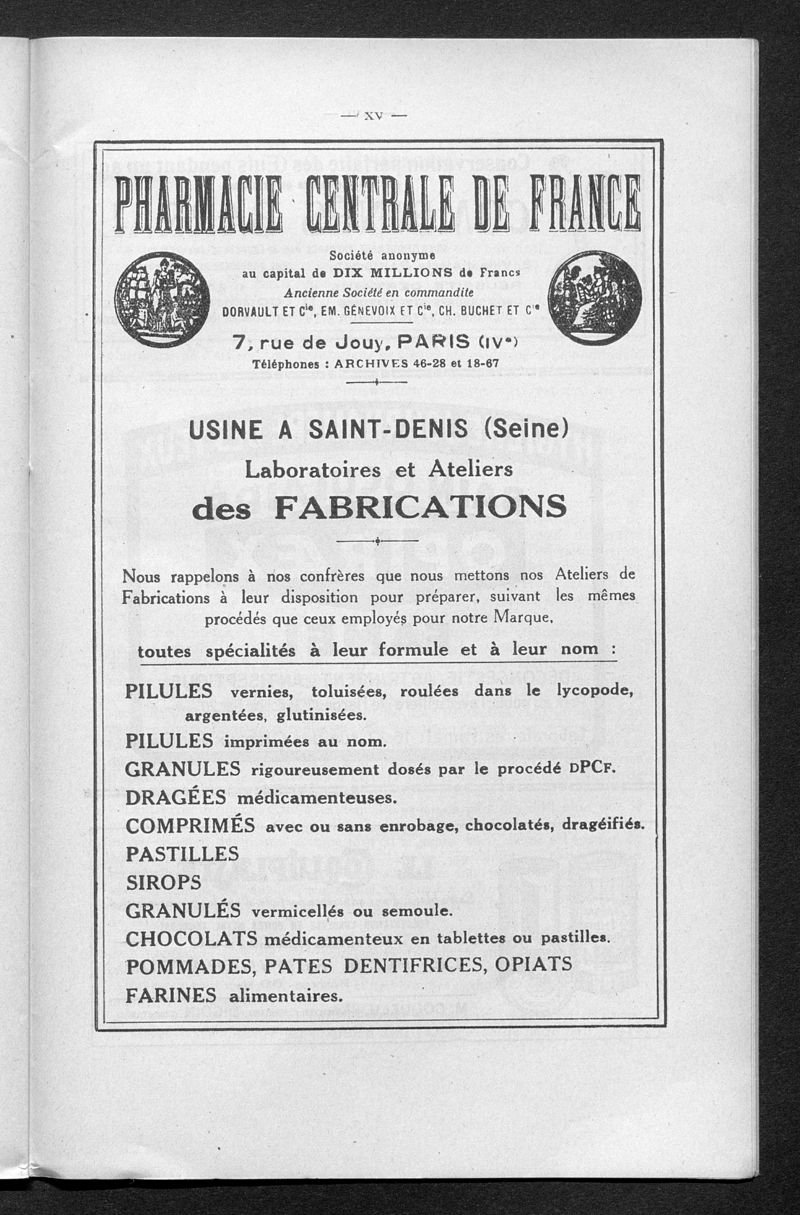 — XV —
PHARMACIE CENTRALE DE FRANCE
Société anonyme
au capital de DIX MILLIONS de Francs
Ancienne Société en commandite
DORVAULT ET Cie, EM. GÉNEVOIX ET Cie, CH. BUCHET ET Cie
7, rue de Jouy, PARIS (IVe)
Téléphones : ARCHIVES 46-28 et 18-67
USINE A SAINT-DENIS (Seine)
Laboratoires et Ateliers
des FABRICATIONS
Nous rappelons à nos confrères que nous mettons nos Ateliers de
Fabrications à leur disposition pour préparer, suivant les mêmes
procédés que ceux employés pour notre Marque,
toutes spécialités à leur formule et à leur nom :
PILULES vernies, toluisées, roulées dans le lycopode,
argentées, glutinisées.
PILULES imprimées au nom.
GRANULES rigoureusement dosés par le procédé DPCF.
DRAGÉES médicamenteuses.
COMPRIMÉS avec ou sans enrobage, chocolatés, dragéifiés.
PASTILLES
SIROPS
GRANULÉS vermicellés ou semoule.
CHOCOLATS médicamenteux en tablettes ou pastilles.
POMMADES, PATES DENTIFRICES, OPIATS
FARINES alimentaires.